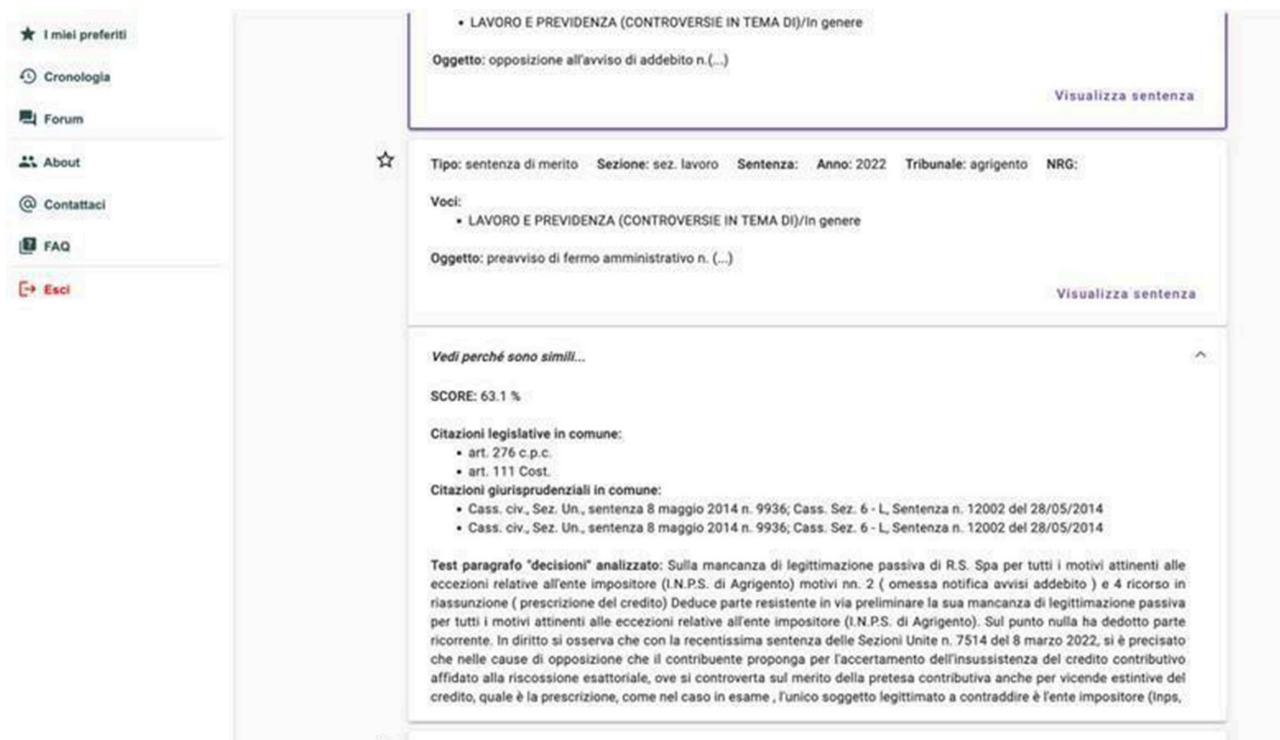 I miei preferiti
Cronologia
Forum
About
Contattaci
FAQ
Esci
• LAVORO E PREVIDENZA (CONTROVERSIE IN TEMA DI)/In genere
Oggetto: opposizione all'avviso di addebito n.(...)
Visualizza sentenza
Tipo: sentenza di merito Sezione: sez. lavoro Sentenza: Anno: 2022 Tribunale: agrigento NRG:
Voci:
• LAVORO E PREVIDENZA (CONTROVERSIE IN TEMA DI)/In genere
Oggetto: preavviso di fermo amministrativo n. (...)
Visualizza sentenza
Vedi perché sono simili...
SCORE: 63.1 %
Citazioni legislative in comune:
• art. 276 c.p.c.
• art. 111 Cost.
Citazioni giurisprudenziali in comune:
• Cass. civ., Sez. Un., sentenza 8 maggio 2014 n. 9936; Cass. Sez. 6 - L, Sentenza n. 12002 del 28/05/2014
• Cass. civ., Sez. Un., sentenza 8 maggio 2014 n. 9936; Cass. Sez. 6 - L, Sentenza n. 12002 del 28/05/2014
Test paragrafo "decisioni" analizzato: Sulla mancanza di legittimazione passiva di R.S. Spa per tutti i motivi attinenti alle
eccezioni relative all'ente impositore (I.N.P.S. di Agrigento) motivi nn. 2 ( omessa notifica avvisi addebito ) e 4 ricorso in
riassunzione ( prescrizione del credito) Deduce parte resistente in via preliminare la sua mancanza di legittimazione passiva
per tutti i motivi attinenti alle eccezioni relative all'ente impositore (I.N.P.S. di Agrigento). Sul punto nulla ha dedotto parte
ricorrente. In diritto si osserva che con la recentissima sentenza delle Sezioni Unite n. 7514 del 8 marzo 2022, si è precisato
che nelle cause di opposizione che il contribuente proponga per l'accertamento dell'insussistenza del credito contributivo
affidato alla riscossione esattoriale, ove si controverta sul merito della pretesa contributiva anche per vicende estintive del
credito, quale è la prescrizione, come nel caso in esame , l'unico soggetto legittimato a contraddire è l'ente impositore (Inps,